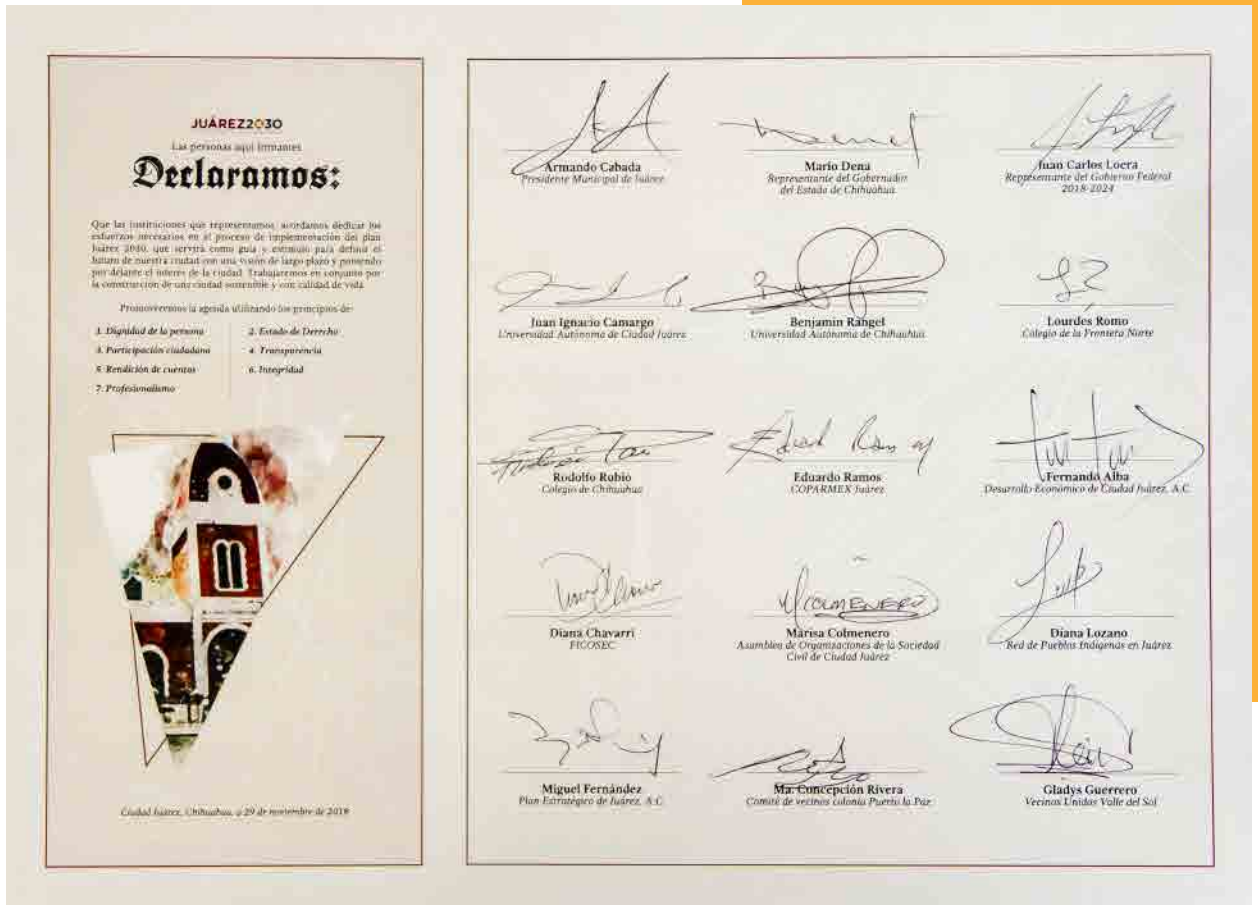 JUÁREZ2030
Las personas aquí firmantes
Declaramos:
Que las instituciones que representamos, acordamos dedicar los
esfuerzos necesarios en el proceso de implementación del plan
Juárez 2030, que servirá como guía y estímulo para definir el
futuro de nuestra ciudad con una visión de largo plazo y poniendo
por delante el interés de la ciudad. Trabajaremos en conjunto por
la construcción de una ciudad sostenible y con calidad de vida.
Promoveremos la agenda utilizando los principios de:
1. Dignidad de la persona
2. Estado de Derecho
3. Participación ciudadana
4. Transparencia
5. Rendición de cuentas
6. Integridad
7. Profesionalismo
Ciudad Juárez, Chihuahua, a 29 de noviembre de 2018
Armando Cabada
Presidente Municipal de Juárez
Mario Dena
Representante del Gobernador
del Estado de Chihuahua
Juan Carlos Loera
Representante del Gobierno Federal
2018-2024
Juan Ignacio Camargo
Universidad Autónoma de Ciudad Juárez
Benjamín Rangel
Universidad Autónoma de Chihuahua
Lourdes Romo
Colegio de la Frontera Norte
Rodolfo Rubio
Colegio de Chihuahua
Eduard Ram
Eduardo Ramos
COPARMEX Juárez
Fernando Alba
Desarrollo Económico de Ciudad Juárez, A.C.
Diana Chavarri
FICOSEC
COLMENERO
Marisa Colmenero
Asamblea de Organizaciones de la Sociedad
Civil de Ciudad Juárez
Diana Lozano
Red de Pueblos Indígenas en Juárez
Miguel Fernández
Plan Estratégico de Juárez, A.C.
Ma. Concepción Rivera
Comité de vecinos colonia Puerto la Paz
Gladys Guerrero
Vecinos Unidos Valle del Sol